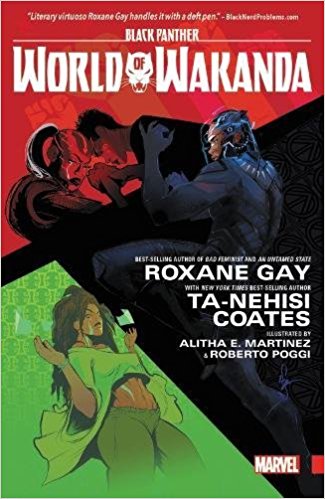 "Literary virtuoso Roxane Gay handles it with a deft pen." —BlackNerdProblems.com
BLACK PANTHER
WORLD OF WAKANDA
BEST-SELLING AUTHOR OF BAD FEMINIST AND AN UNTAMED STATE
ROXANE GAY
WITH NEW YORK TIMES BEST-SELLING AUTHOR
TA-NEHISI
COATES
ILLUSTRATED BY
ALITHA E. MARTINEZ
& ROBERTO POGGI
MARVEL